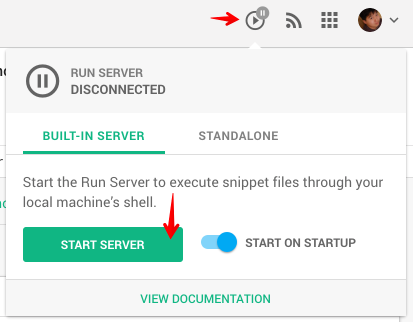 RUN SERVER
DISCONNECTED
BUILT-IN SERVER
STANDALONE
Start the Run Server to execute snippet files through your
local machine's shell.
START SERVER
START ON STARTUP
VIEW DOCUMENTATION